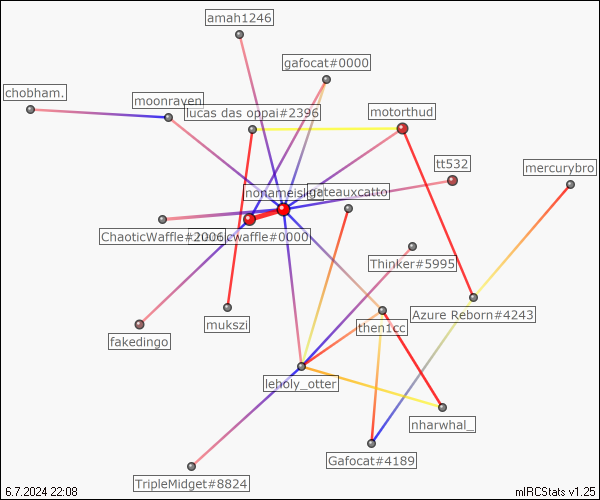 amah1246
gafocat#0000
chobham.
moonraven
lucas das oppai#2396
motorthud
tt532
mercurybro
gateauxcatto
ChaoticWaffle#2006
cwaffle#0000
Thinker#5995
Azure Reborn#4243
then1cc
mukszi
fakedingo
leholy_otter
nharwhal_
Gafocat#4189
TripleMidget#8824
6.7.2024 22:08
mIRCStats v1.25